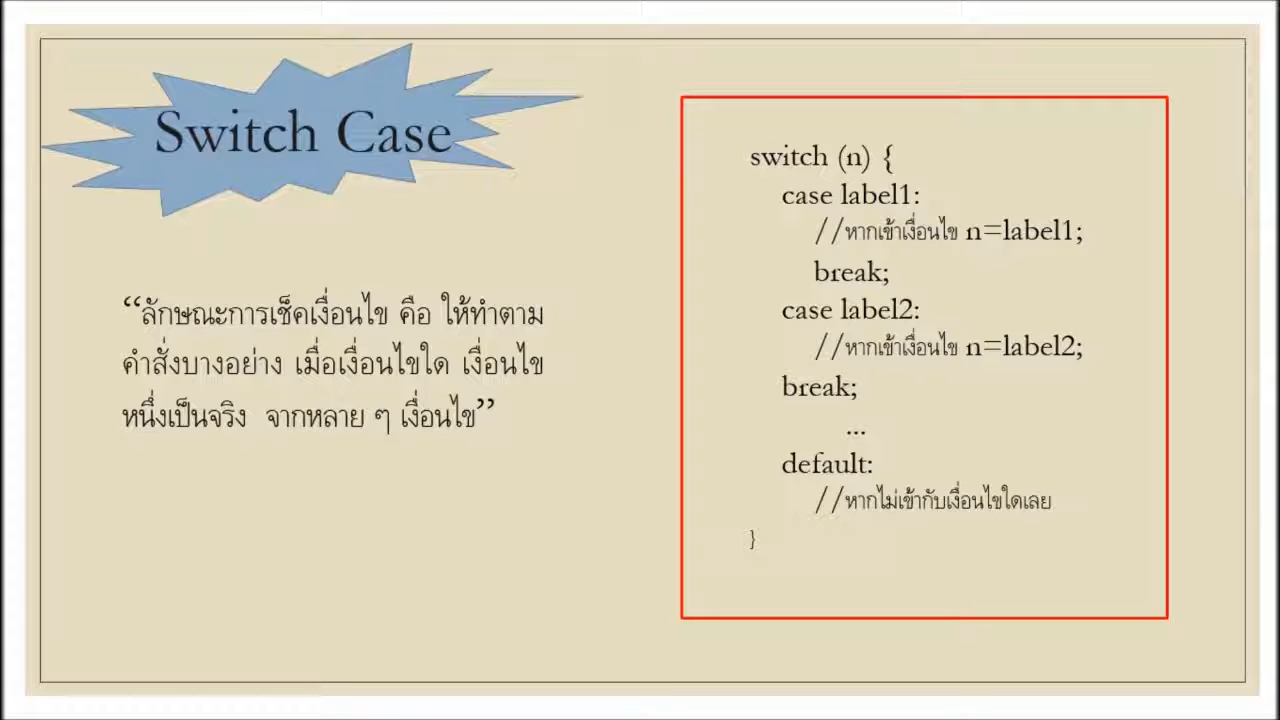 Switch Case
“ลักษณะการเช็คเงื่อนไข คือ ให้ทำตาม
คำสั่งบางอย่าง เมื่อเงื่อนไขใด เงื่อนไข
หนึ่งเป็นจริง จากหลาย ๆ เงื่อนไข”
switch (n) {
case label1:
//หากเข้าเงื่อนไข n=label1;
break;
case label2:
//หากเข้าเงื่อนไข n=label2;
break;
...
default:
//หากไม่เข้ากับเงื่อนไขใดเลย
}